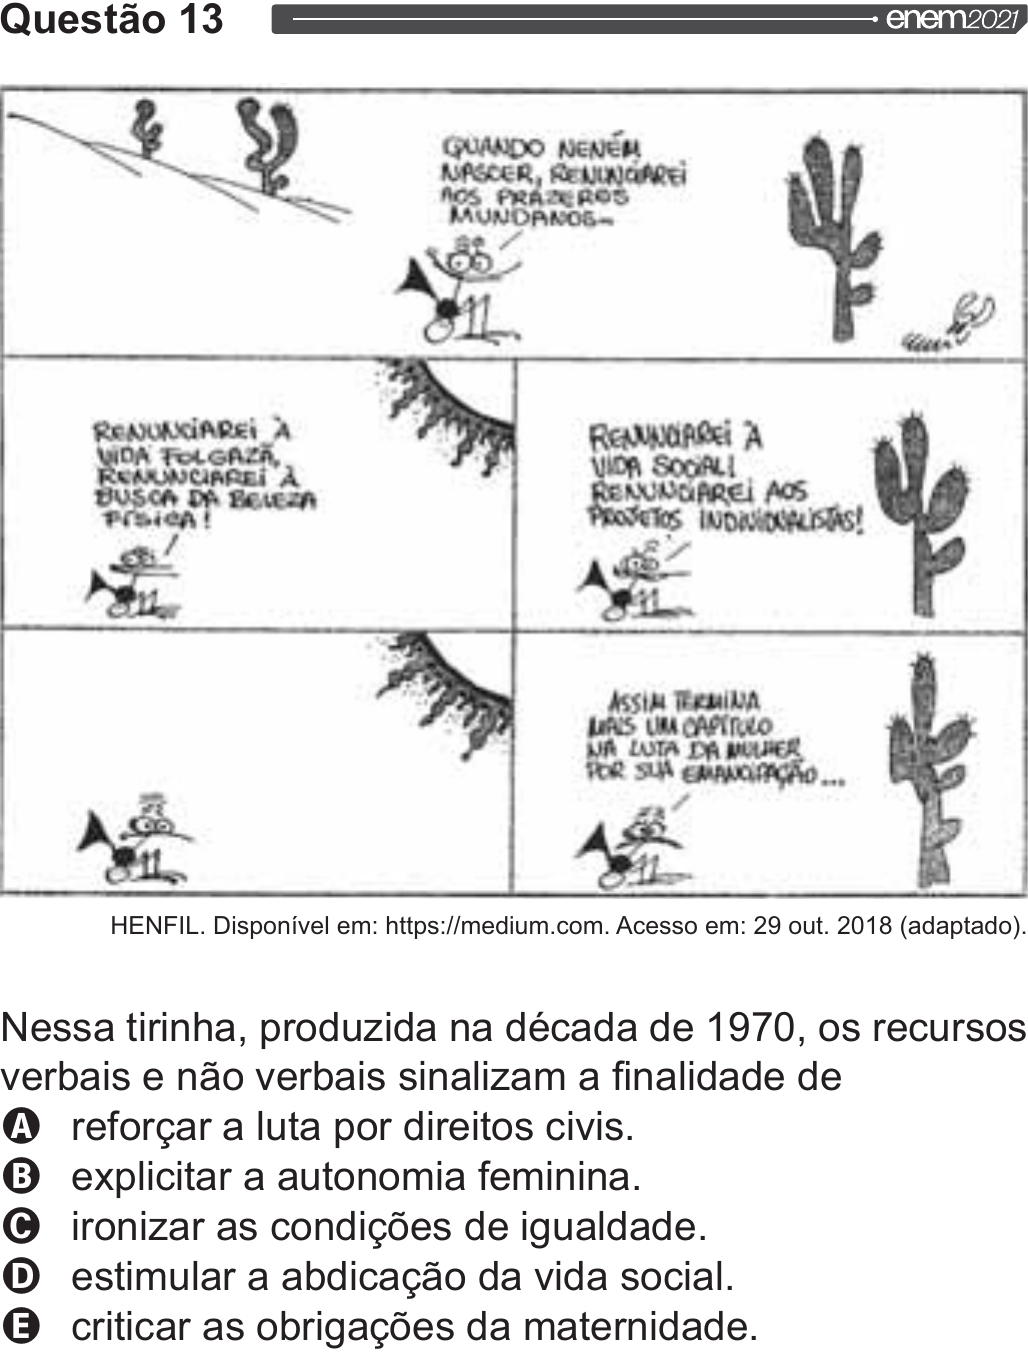 Questão 13
enem2021
QUANDO NENÉM
NASCER, RENUNCIAREI
AOS PRAZEROS
MUNDANOS...
RENUNCIAREI À
VIDA FOLGAZÃ,
RENUNCIAREI À
BUSCA DA BELEZA
FÍSICA!
RENUNCIAREI À
VIDA SOCIAL!
RENUNCIAREI AOS
PROJETOS INDIVIDUALISTAS!
ASSIM TERMINA
MAIS UM CAPÍTULO
NA LUTA DA MULHER
POR SUA EMANCIPAÇÃO...
HENFIL. Disponível em: https://medium.com. Acesso em: 29 out. 2018 (adaptado).
Nessa tirinha, produzida na década de 1970, os recursos
verbais e não verbais sinalizam a finalidade de
A reforçar a luta por direitos civis.
B explicitar a autonomia feminina.
C ironizar as condições de igualdade.
D estimular a abdicação da vida social.
E criticar as obrigações da maternidade.